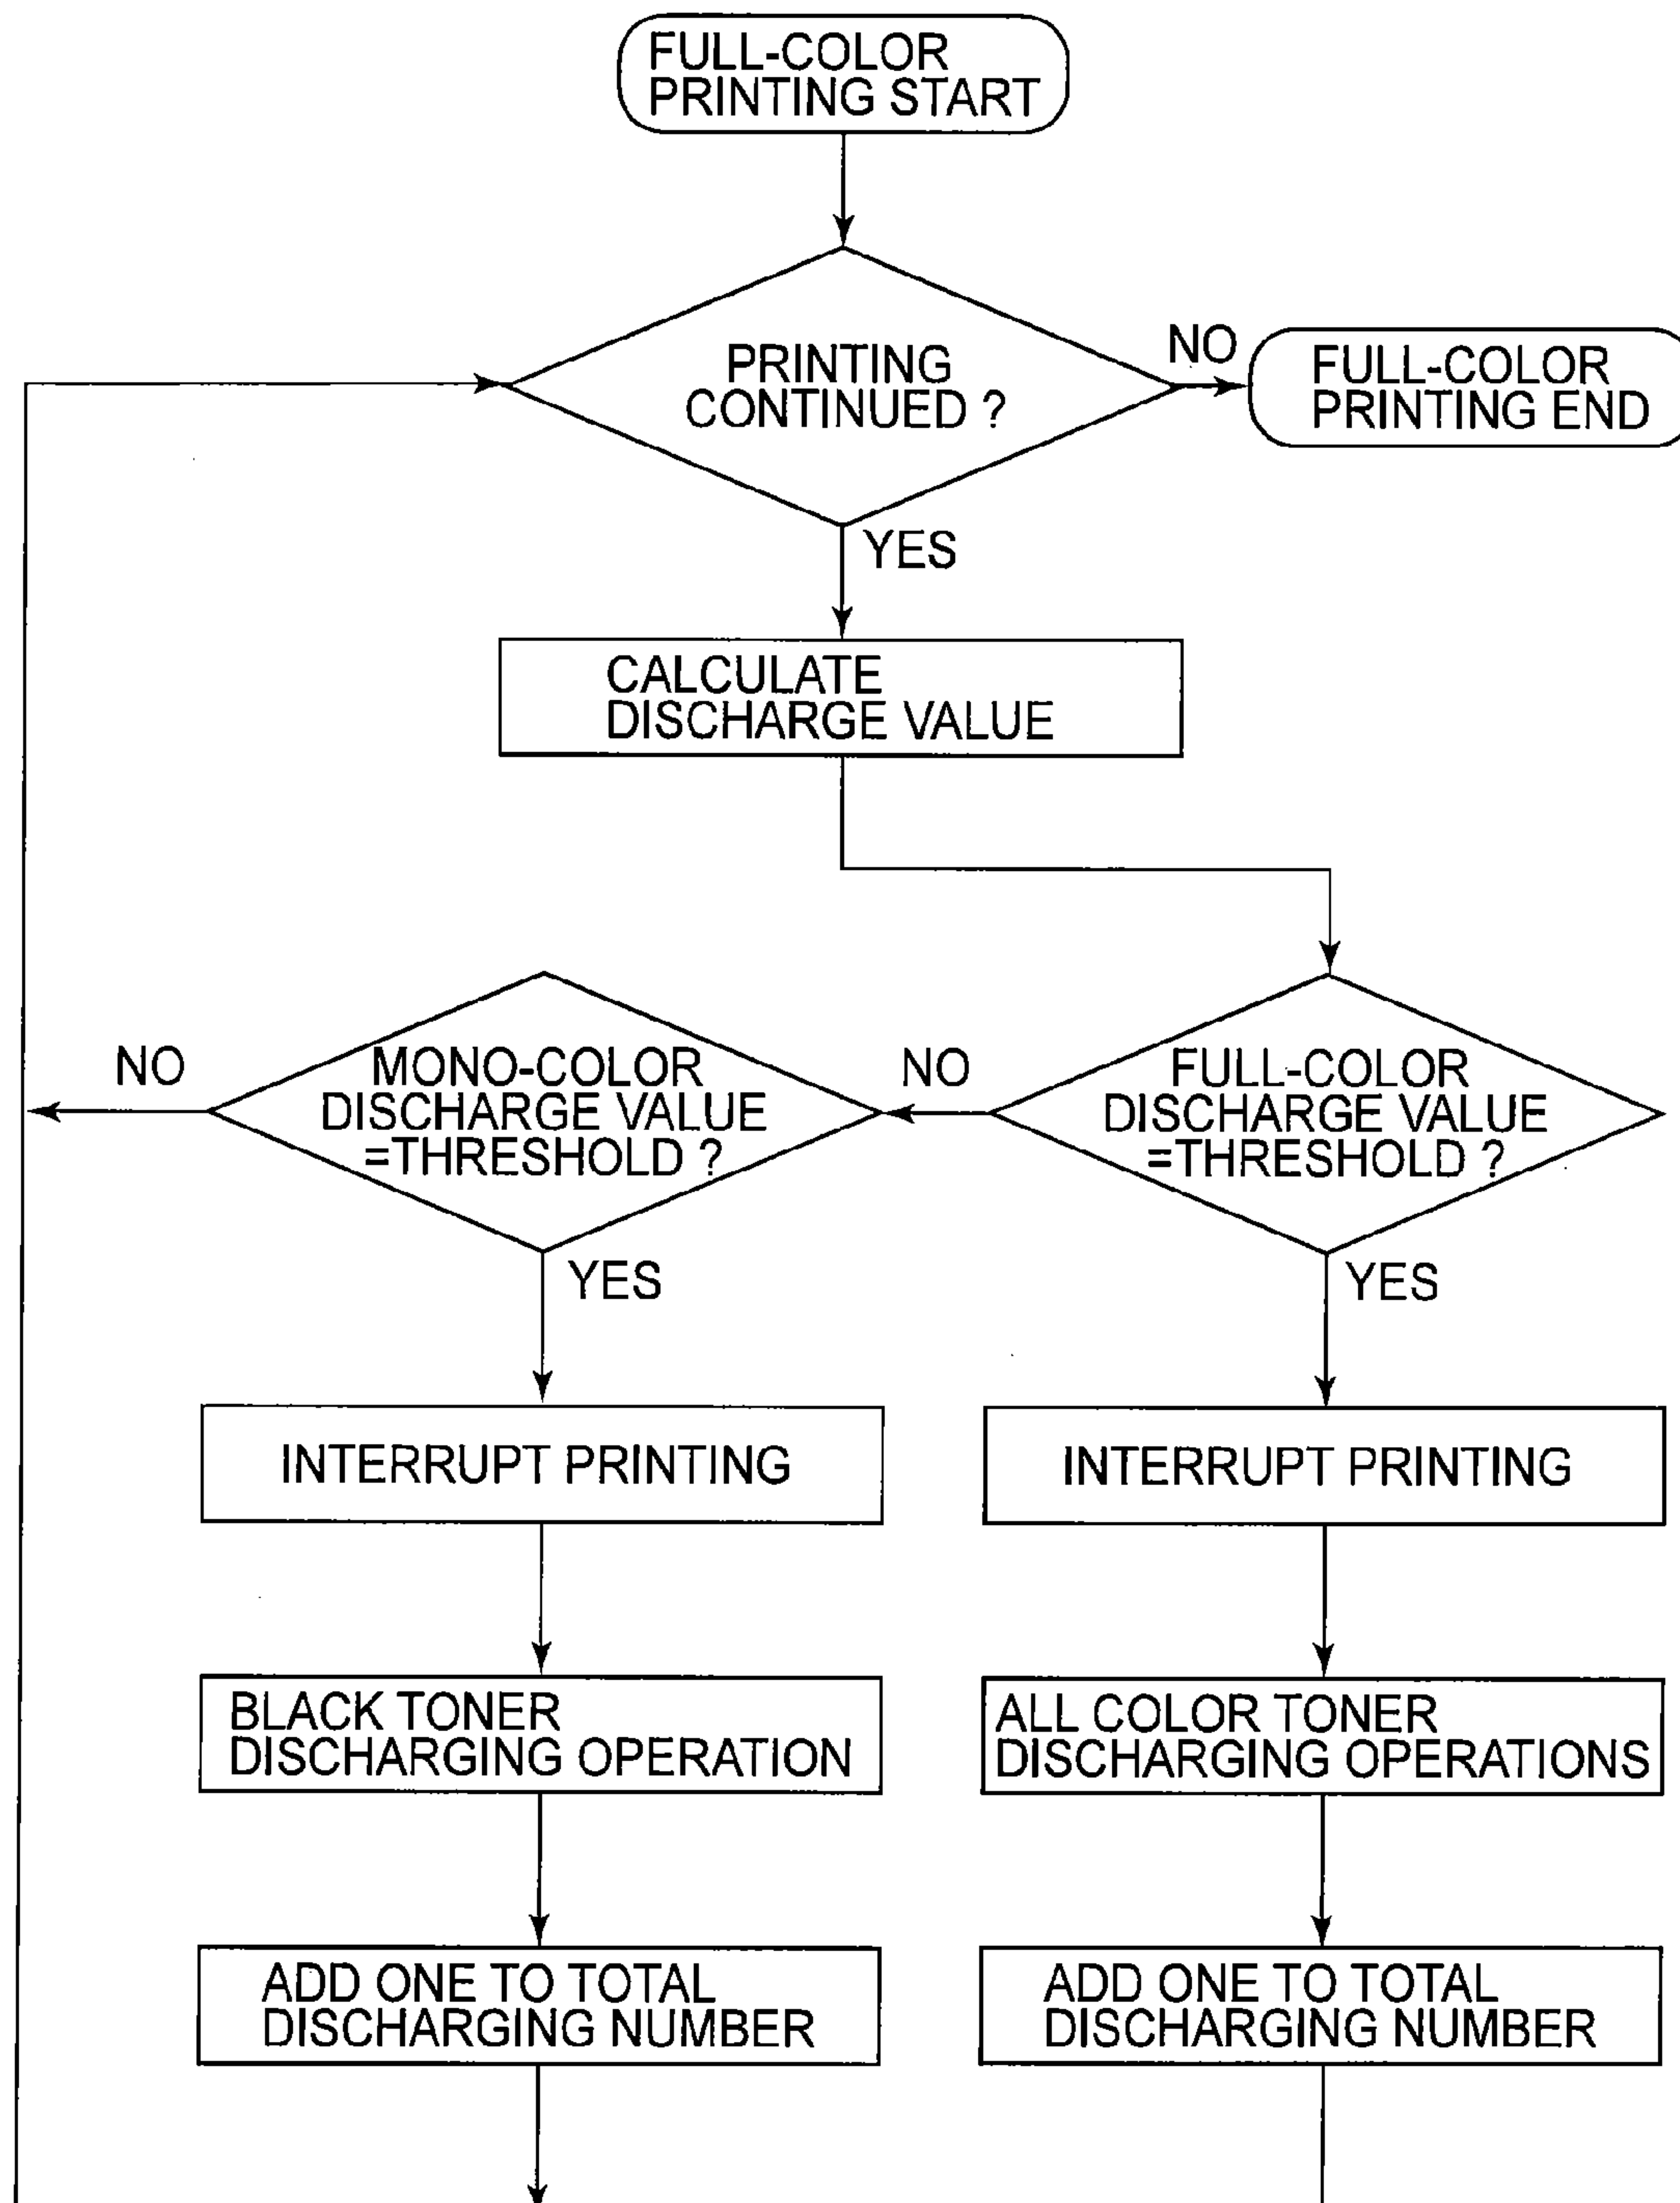 FULL-COLOR
PRINTING START
PRINTING
CONTINUED ?
NO
FULL-COLOR
PRINTING END
YES
CALCULATE
DISCHARGE VALUE
NO
MONO-COLOR
DISCHARGE VALUE
=THRESHOLD ?
NO
FULL-COLOR
DISCHARGE VALUE
=THRESHOLD ?
YES
YES
INTERRUPT PRINTING
INTERRUPT PRINTING
BLACK TONER
DISCHARGING OPERATION
ALL COLOR TONER
DISCHARGING OPERATIONS
ADD ONE TO TOTAL
DISCHARGING NUMBER
ADD ONE TO TOTAL
DISCHARGING NUMBER